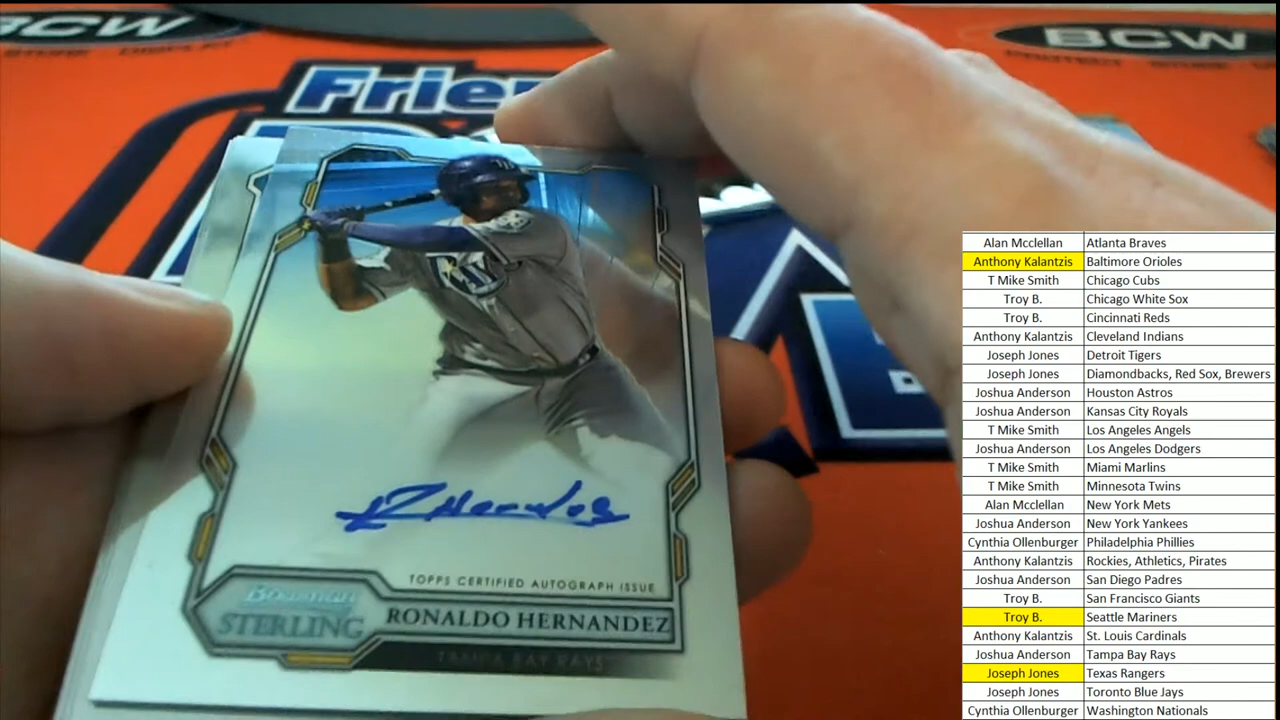 BCW
BCW
PROTECT
Frien
RAYS
RZHerndos
TOPPS CERTIFIED AUTOGRAPH ISSUE
BOWMAN
STERLING
RONALDO HERNANDEZ
TAMPA BAY RAYS
Alan Mcclellan Atlanta Braves
Anthony Kalantzis Baltimore Orioles
T Mike Smith Chicago Cubs
Troy B. Chicago White Sox
Troy B. Cincinnati Reds
Anthony Kalantzis Cleveland Indians
Joseph Jones Detroit Tigers
Joseph Jones Diamondbacks, Red Sox, Brewers
Joshua Anderson Houston Astros
Joshua Anderson Kansas City Royals
T Mike Smith Los Angeles Angels
Joshua Anderson Los Angeles Dodgers
T Mike Smith Miami Marlins
T Mike Smith Minnesota Twins
Alan Mcclellan New York Mets
Joshua Anderson New York Yankees
Cynthia Ollenburger Philadelphia Phillies
Anthony Kalantzis Rockies, Athletics, Pirates
Joshua Anderson San Diego Padres
Troy B. San Francisco Giants
Troy B. Seattle Mariners
Anthony Kalantzis St. Louis Cardinals
Joshua Anderson Tampa Bay Rays
Joseph Jones Texas Rangers
Joseph Jones Toronto Blue Jays
Cynthia Ollenburger Washington Nationals